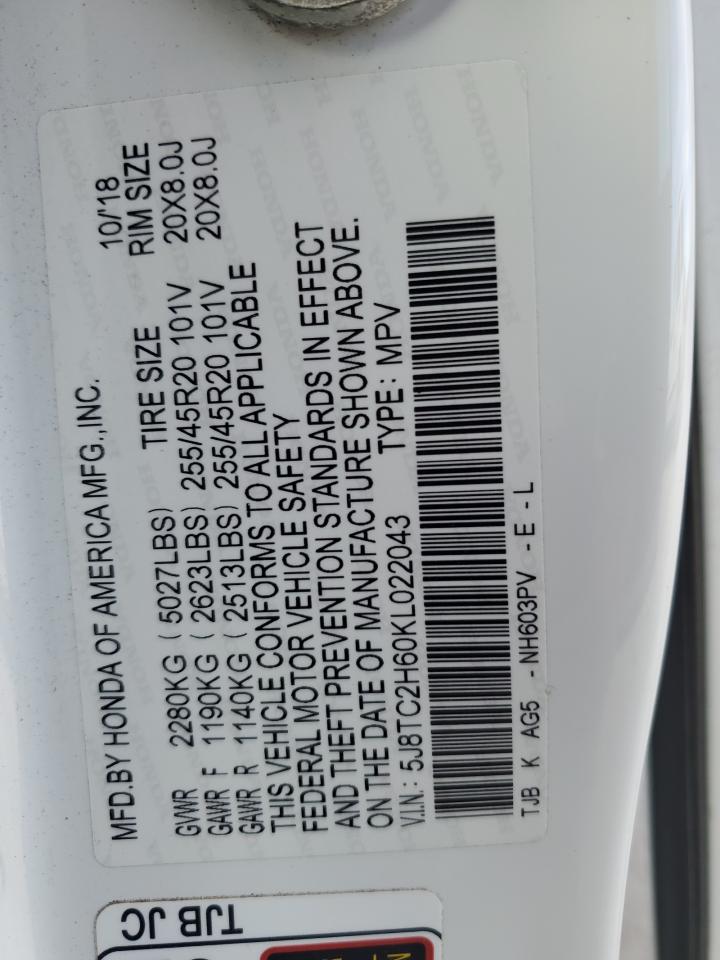 MFD.BY HONDA OF AMERICA MFG.,INC. 10/'18
TIRE SIZE RIM SIZE
GVWR 2280KG (5027LBS)
GAWR F 1190KG (2623LBS) 255/45R20 101V 20X8.0J
GAWR R 1140KG (2513LBS) 255/45R20 101V 20X8.0J
THIS VEHICLE CONFORMS TO ALL APPLICABLE
FEDERAL MOTOR VEHICLE SAFETY
AND THEFT PREVENTION STANDARDS IN EFFECT
ON THE DATE OF MANUFACTURE SHOWN ABOVE.
V.I.N: 5J8TC2H60KL022043 TYPE: MPV
TJB K AG5 -NH603PV -E-L
TJB JC